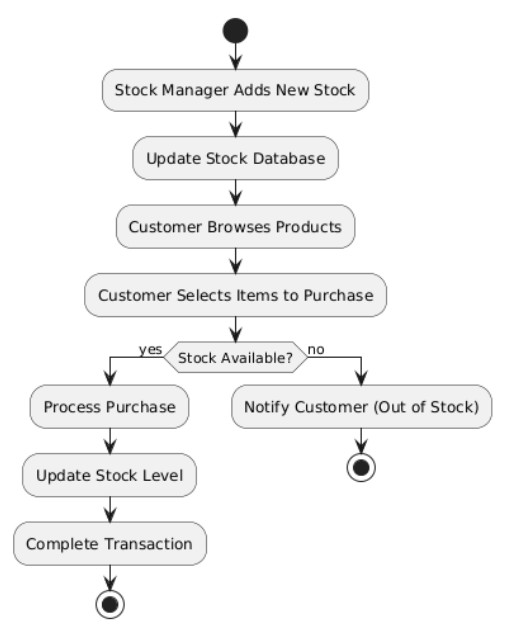 Stock Manager Adds New Stock
Update Stock Database
Customer Browses Products
Customer Selects Items to Purchase
yes
Stock Available?
no
Process Purchase
Notify Customer (Out of Stock)
Update Stock Level
Complete Transaction